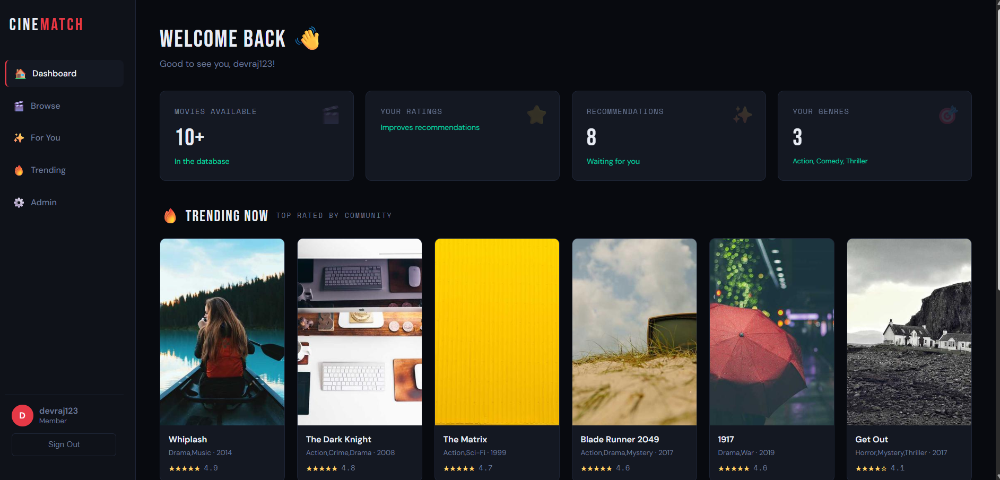 CINEMATCH
Dashboard
Browse
For You
Trending
Admin
devraj123
Member
D
Sign Out
WELCOME BACK 👋
Good to see you, devraj123!
MOVIES AVAILABLE
10+
In the database
YOUR RATINGS
Improves recommendations
RECOMMENDATIONS
8
Waiting for you
YOUR GENRES
3
Action, Comedy, Thriller
🔥 TRENDING NOW TOP RATED BY COMMUNITY
Whiplash
Drama,Music · 2014
★★★★★ 4.9
The Dark Knight
Action,Crime,Drama · 2008
★★★★★ 4.8
The Matrix
Action,Sci-Fi · 1999
★★★★★ 4.7
Blade Runner 2049
Action,Drama,Mystery · 2017
★★★★★ 4.6
1917
Drama,War · 2019
★★★★★ 4.6
Get Out
Horror,Mystery,Thriller · 2017
★★★★☆ 4.1